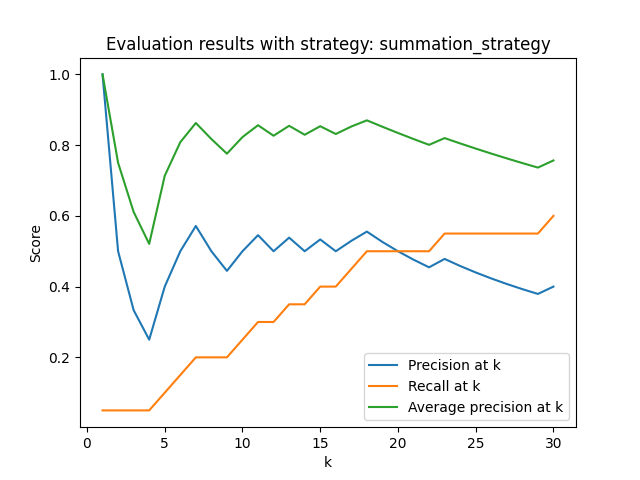 Evaluation results with strategy: summation_strategy
1.0
0.8
0.6
0.4
0.2
Score
0
5
10
15
20
25
30
k
Precision at k
Recall at k
Average precision at k